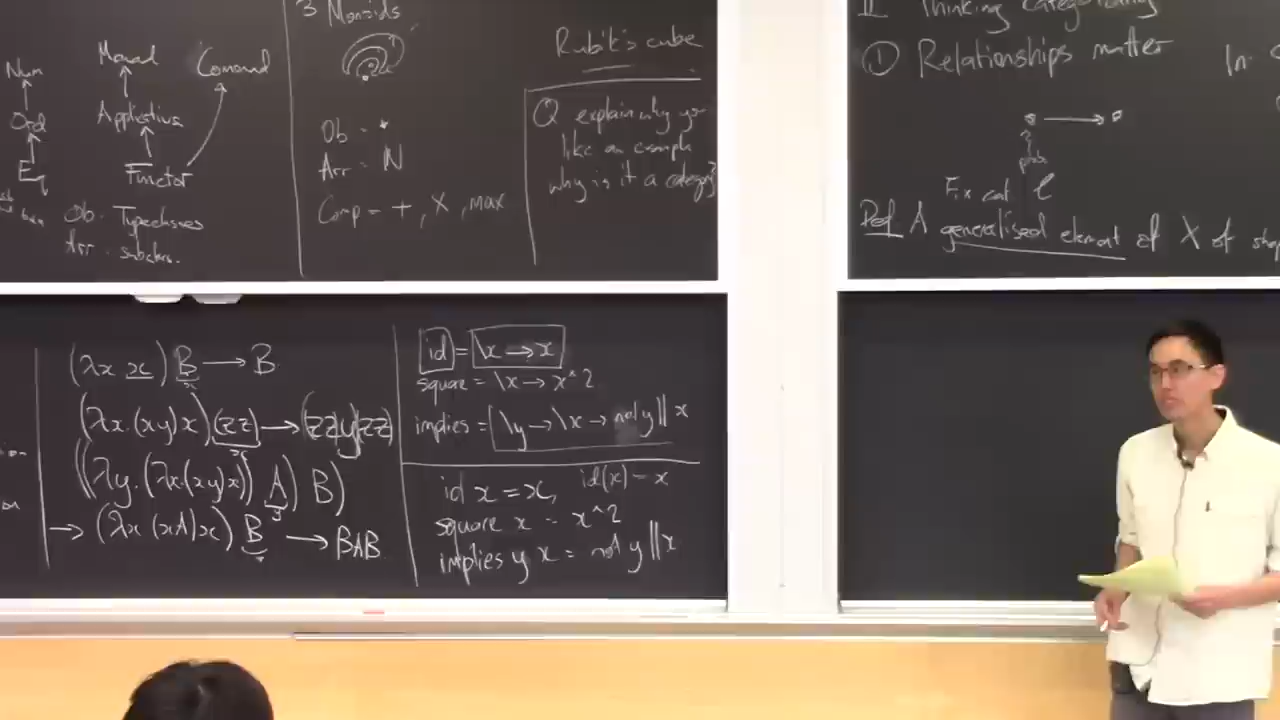 3 Monoids
Num
Monad
Comonad
Ord
Applicative
Eq
Functor
Ob. Typeclasses
Arr. subclass.
Ob = •
Arr = ℕ
Comp = +, ×, max
Rubik's cube
Q explain why you
like an example
why is it a category?
II Thinking categorically
① Relationships matter
In
Fix cat. C
Def A generalised element of X of
(λx.x) B → B
(λx.(xy)x)(zz) → (zz)y(zz)
((λy.(λx.(xy)x)) A) B)
→ (λx (xA)x) B → BAB
id = \x → x
square = \x → x^2
implies = \y → \x → not y || x
id x = x, id(x) = x
square x = x^2
implies y x = not y || x